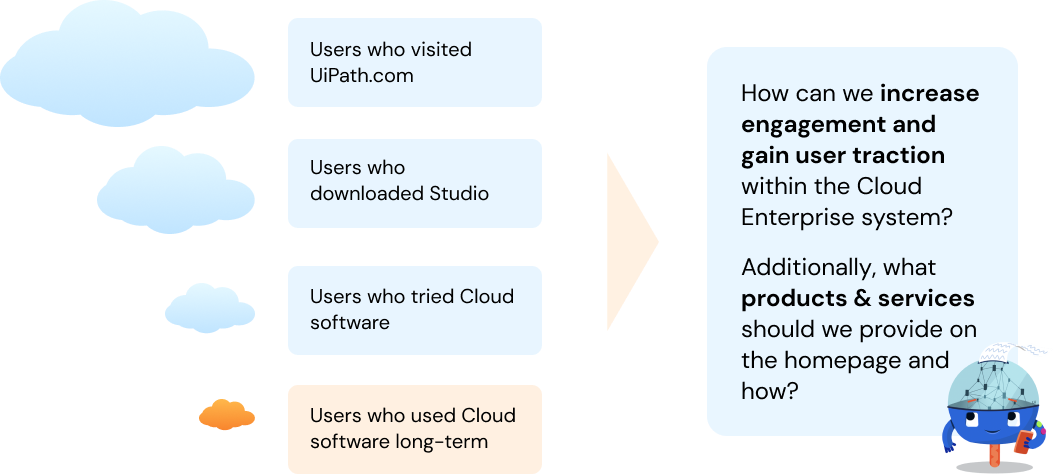 Users who visited
UiPath.com
Users who
downloaded Studio
Users who tried Cloud
software
Users who used Cloud
software long-term
How can we increase
engagement and
gain user traction
within the Cloud
Enterprise system?
Additionally, what
products & services
should we provide on
the homepage and
how?